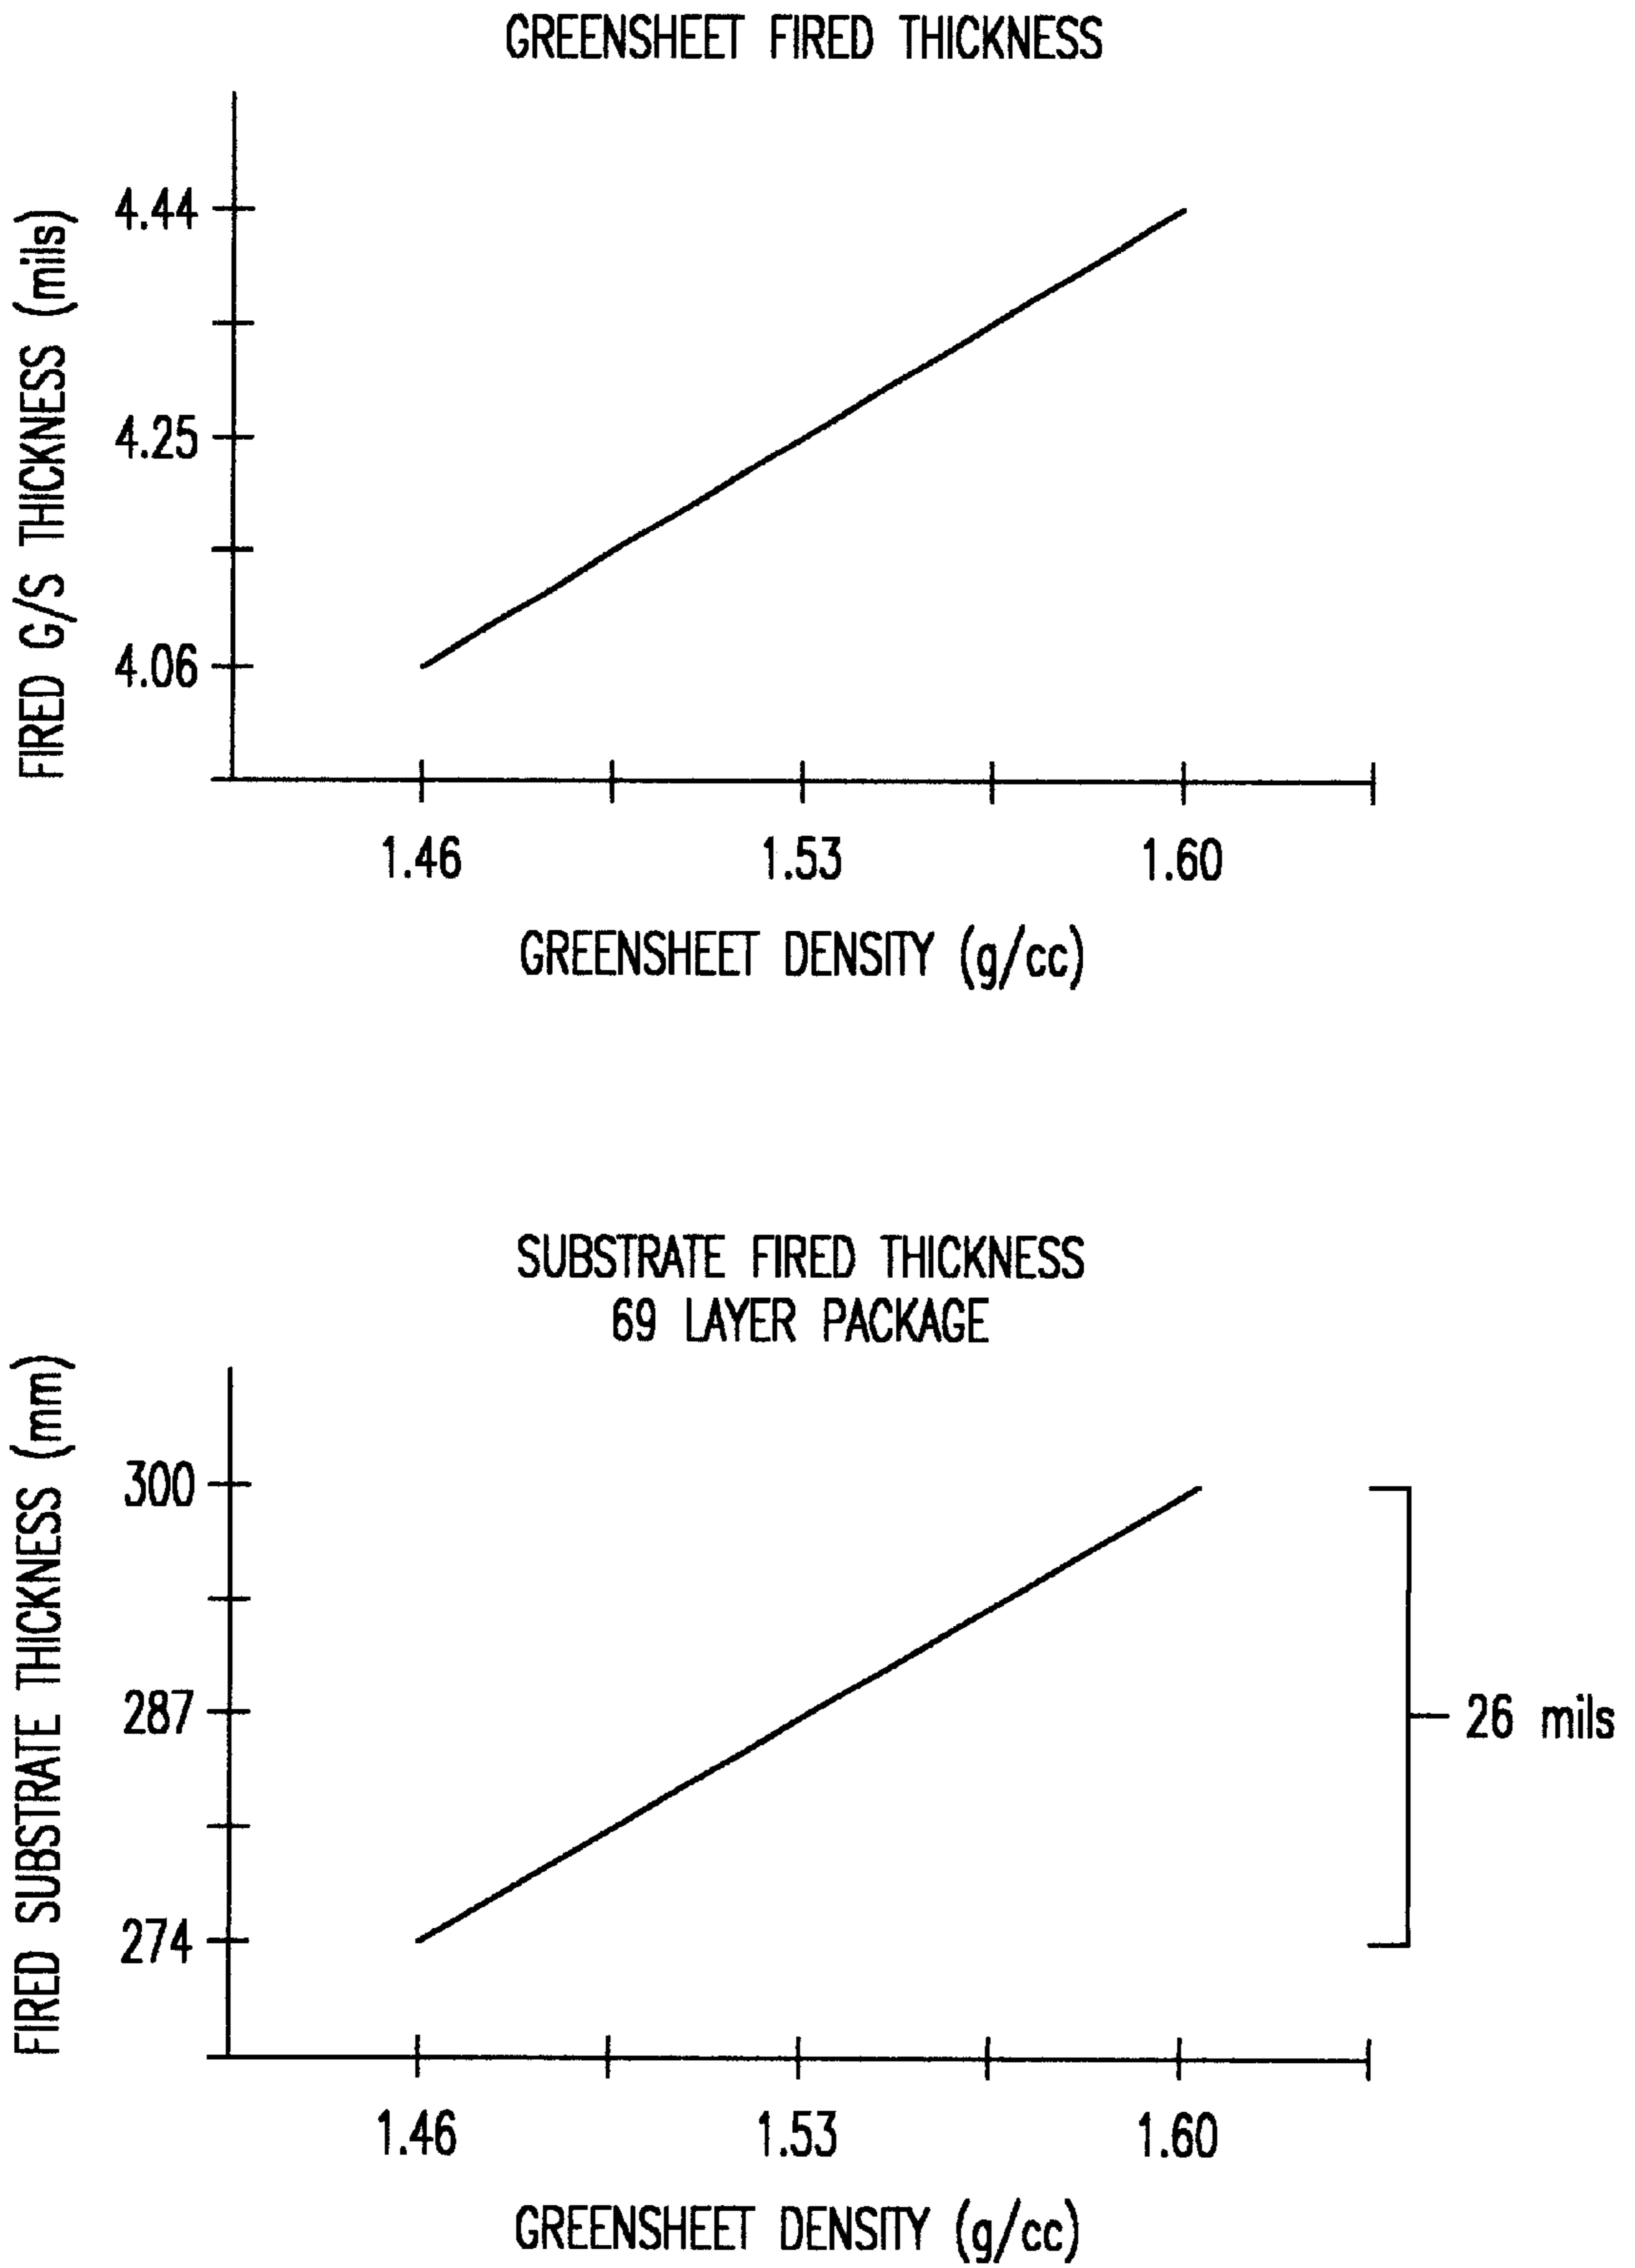 GREENSHEET FIRED THICKNESS
FIRED G/S THICKNESS (mils)
4.44
4.25
4.06
1.46 1.53 1.60
GREENSHEET DENSITY (g/cc)
SUBSTRATE FIRED THICKNESS
69 LAYER PACKAGE
FIRED SUBSTRATE THICKNESS (mm)
300
287
274
26 mils
1.46 1.53 1.60
GREENSHEET DENSITY (g/cc)